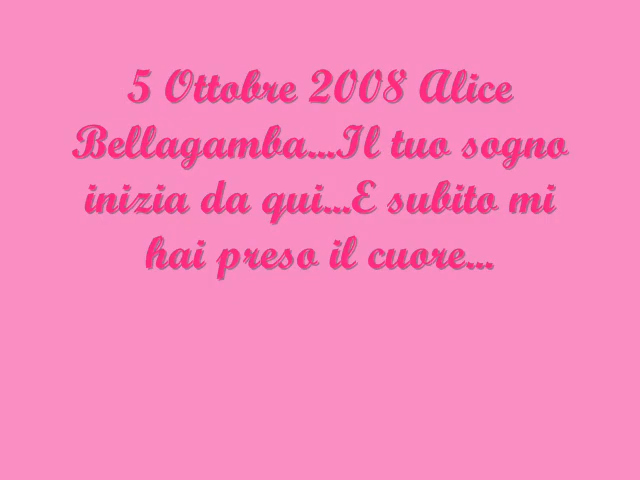 5 Ottobre 2008 Alice
Bellagamba...Il tuo sogno
inizia da qui...E subito mi
hai preso il cuore...